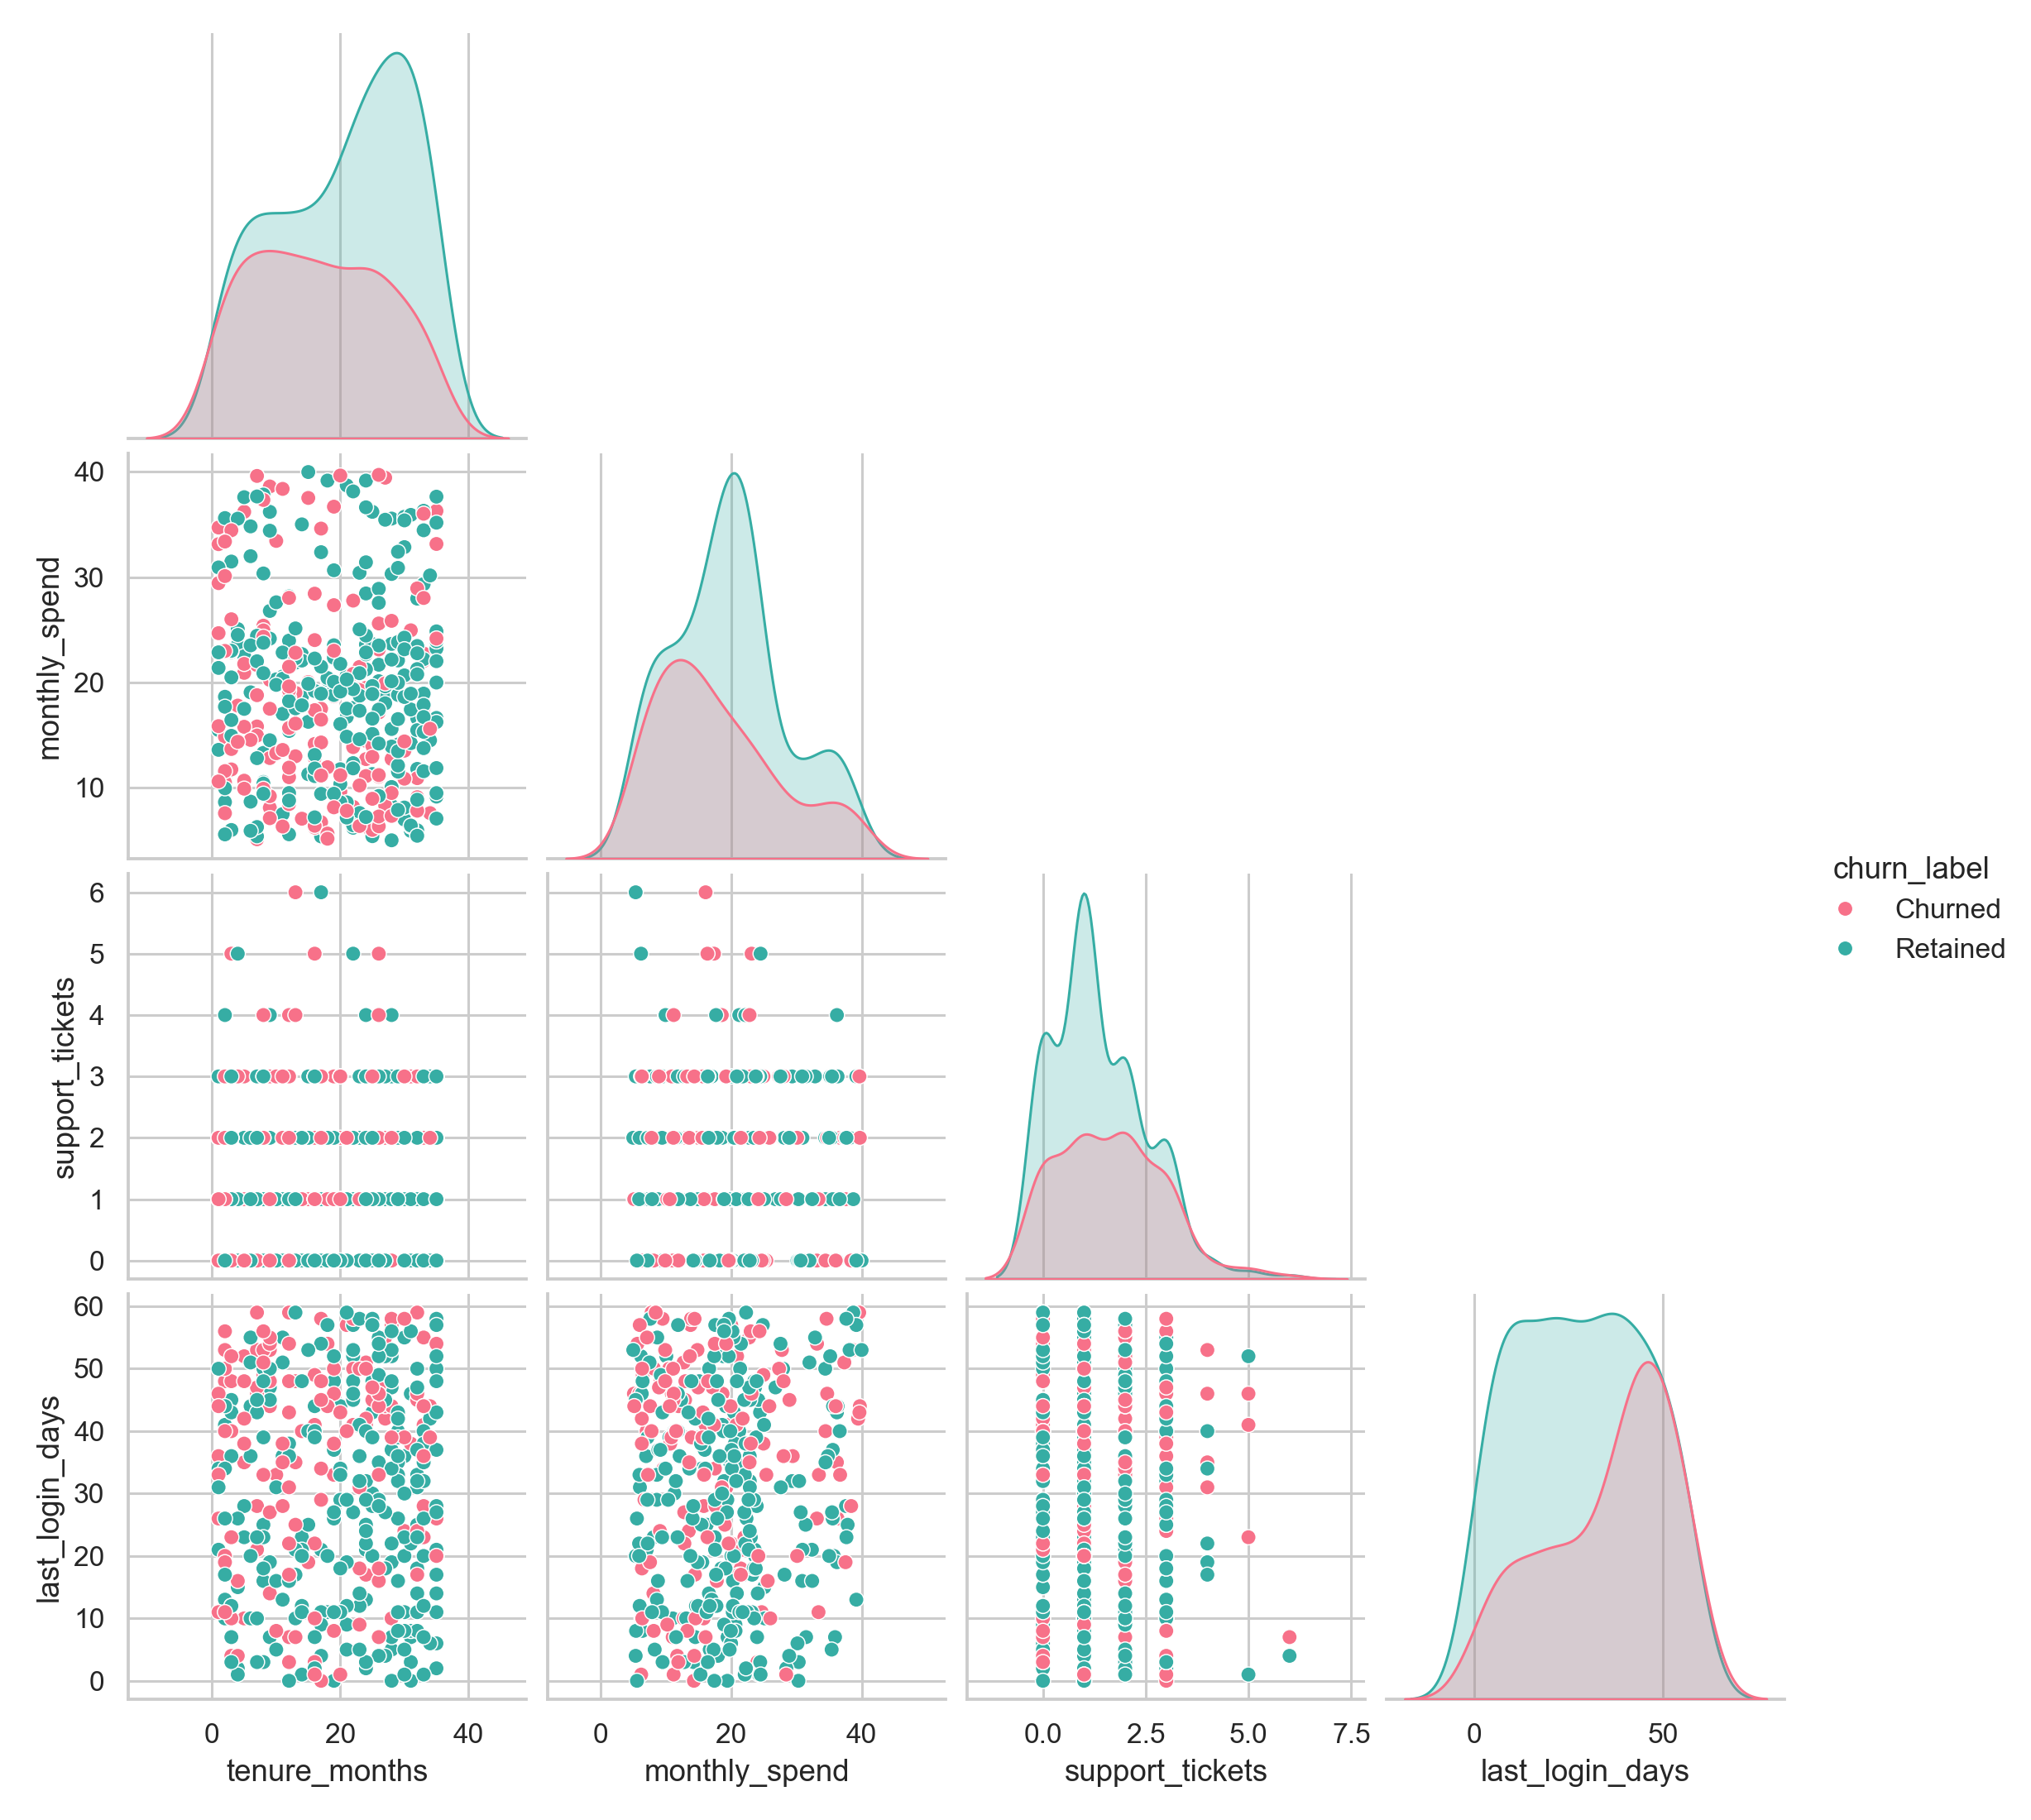 monthly_spend
40
30
20
10
support_tickets
6
5
4
3
2
1
0
churn_label
Churned
Retained
last_login_days
60
50
40
30
20
10
0
0 20 40
0 20 40
0.0 2.5 5.0 7.5
0 50
tenure_months
monthly_spend
support_tickets
last_login_days